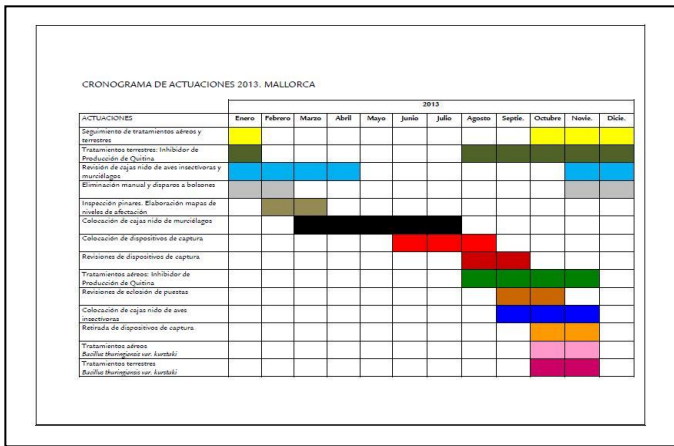 CRONOGRAMA DE ACTUACIONES 2013. MALLORCA
2013
ACTUACIONES Enero Febrero Marzo Abril Mayo Junio Julio Agosto Septie. Octubre Novie. Dicie.
Seguimiento de tratamientos aéreos y
terrestres
Tratamientos terrestres: Inhibidor de
Producción de Quitina
Revisión de cajas nido de aves insectívoras y
murciélagos
Eliminación manual y disparos a bolsones
Inspección pinares. Elaboración mapas de
niveles de afectación
Colocación de cajas nido de murciélagos
Colocación de dispositivos de captura
Revisiones de dispositivos de captura
Tratamientos aéreos: Inhibidor de
Producción de Quitina
Revisiones de eclosión de puestas
Colocación de cajas nido de aves
insectívoras
Retirada de dispositivos de captura.
Tratamientos aéreos
Bacillus thuringiensis var. kurstaki
Tratamientos terrestres
Bacillus thuringiensis var. kurstaki